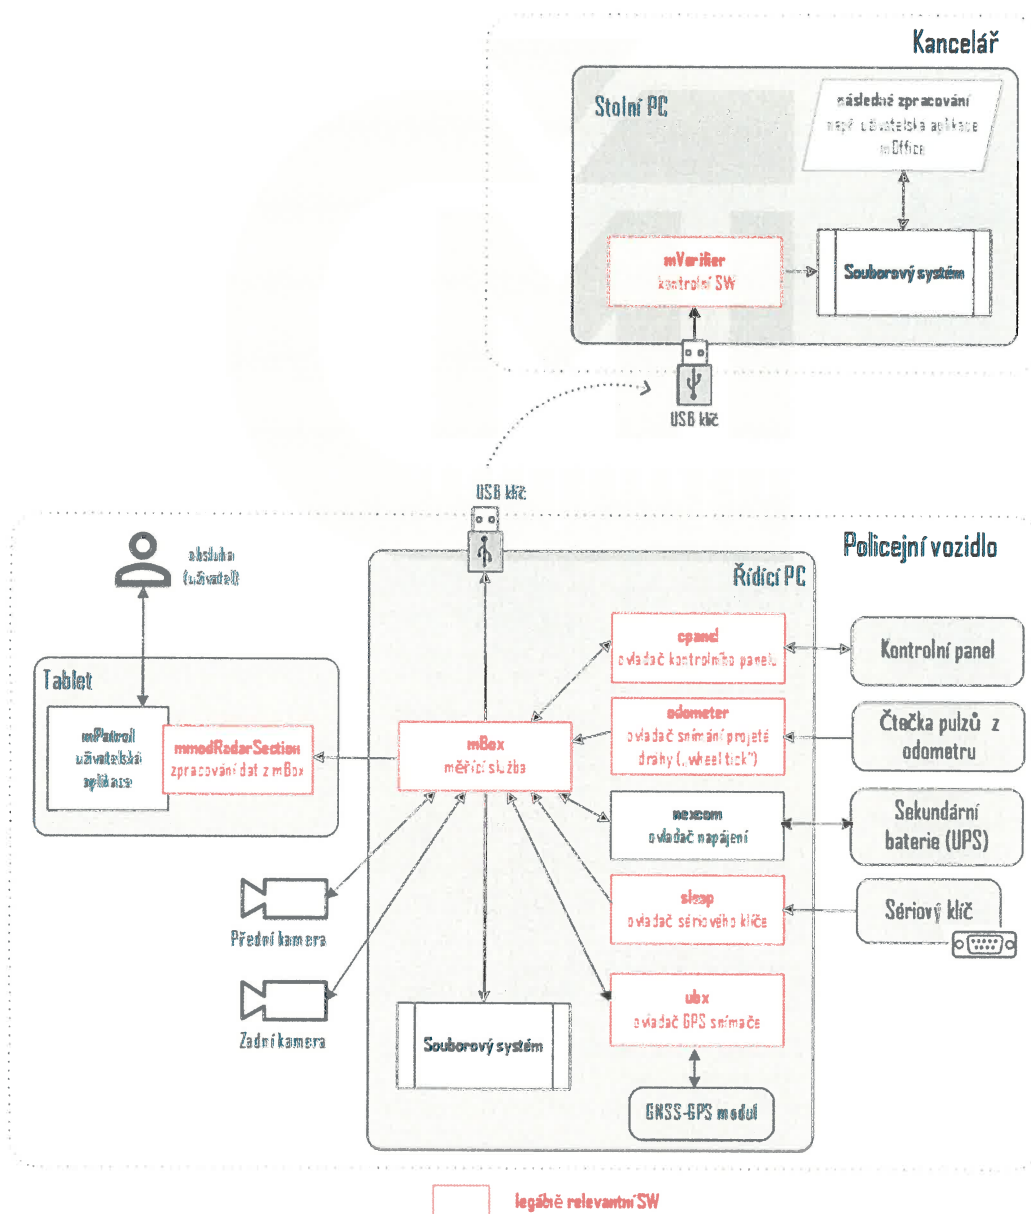 Kancelář
Stolní PC
následné zpracování
např uživatelska aplikace
mOffice
mVerifier
kontrolní SW
Souborový systém
USB klíč
USB klíč
Policejní vozidlo
obsluha
(uživatel)
Řídící PC
cpanel
ovladač kontrolního panelu
Kontrolní panel
Tablet
mPatrol
uživatelská
aplikace
mmodRadarSection
zpracování dat z mBox
mBox
měřící služba
odometer
ovladač snímání projeté
dráhy („wheel tick")
Čtečka pulzů z
odometru
nexcom
ovladač napájení
Sekundární
baterie (UPS)
sleap
ovladač sériového klíče
Sériový klíč
Přední kamera
ubx
ovladač GPS snímače
Zadní kamera
Souborový systém
GNSS-GPS modul
legálně relevantní SW